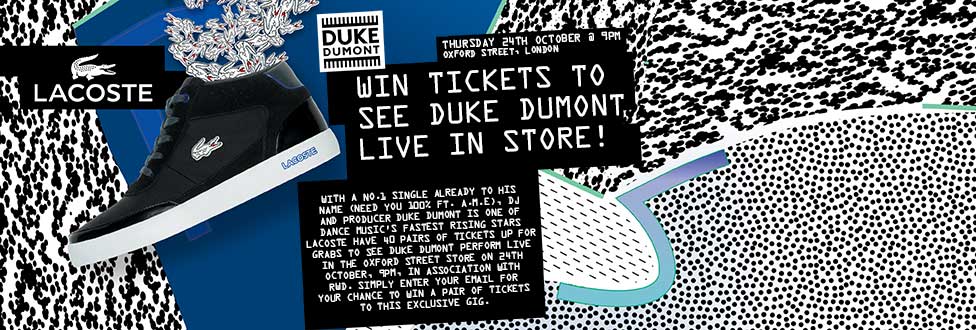 LACOSTE
LACOSTE
DUKE
DUMONT
THURSDAY 24TH OCTOBER @ 9PM
OXFORD STREET, LONDON
WIN TICKETS TO
SEE DUKE DUMONT
LIVE IN STORE!
WITH A NO.1 SINGLE ALREADY TO HIS
NAME (NEED YOU 100% FT. A.M.E), DJ
AND PRODUCER DUKE DUMONT IS ONE OF
DANCE MUSIC'S FASTEST RISING STARS
LACOSTE HAVE 40 PAIRS OF TICKETS UP FOR
GRABS TO SEE DUKE DUMONT PERFORM LIVE
IN THE OXFORD STREET STORE ON 24TH
OCTOBER, 9PM, IN ASSOCIATION WITH
RWD. SIMPLY ENTER YOUR EMAIL FOR
YOUR CHANCE TO WIN A PAIR OF TICKETS
TO THIS EXCLUSIVE GIG.